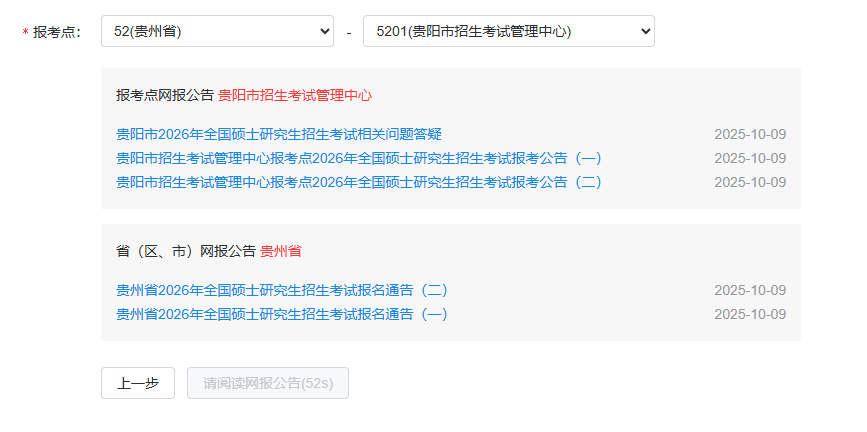 * 报考点： 52(贵州省) - 5201(贵阳市招生考试管理中心)
报考点网报公告 贵阳市招生考试管理中心
贵阳市2026年全国硕士研究生招生考试相关问题答疑 2025-10-09
贵阳市招生考试管理中心报考点2026年全国硕士研究生招生考试报考公告（一） 2025-10-09
贵阳市招生考试管理中心报考点2026年全国硕士研究生招生考试报考公告（二） 2025-10-09
省（区、市）网报公告 贵州省
贵州省2026年全国硕士研究生招生考试报名通告（二） 2025-10-09
贵州省2026年全国硕士研究生招生考试报名通告（一） 2025-10-09
上一步 请阅读网报公告(52s)